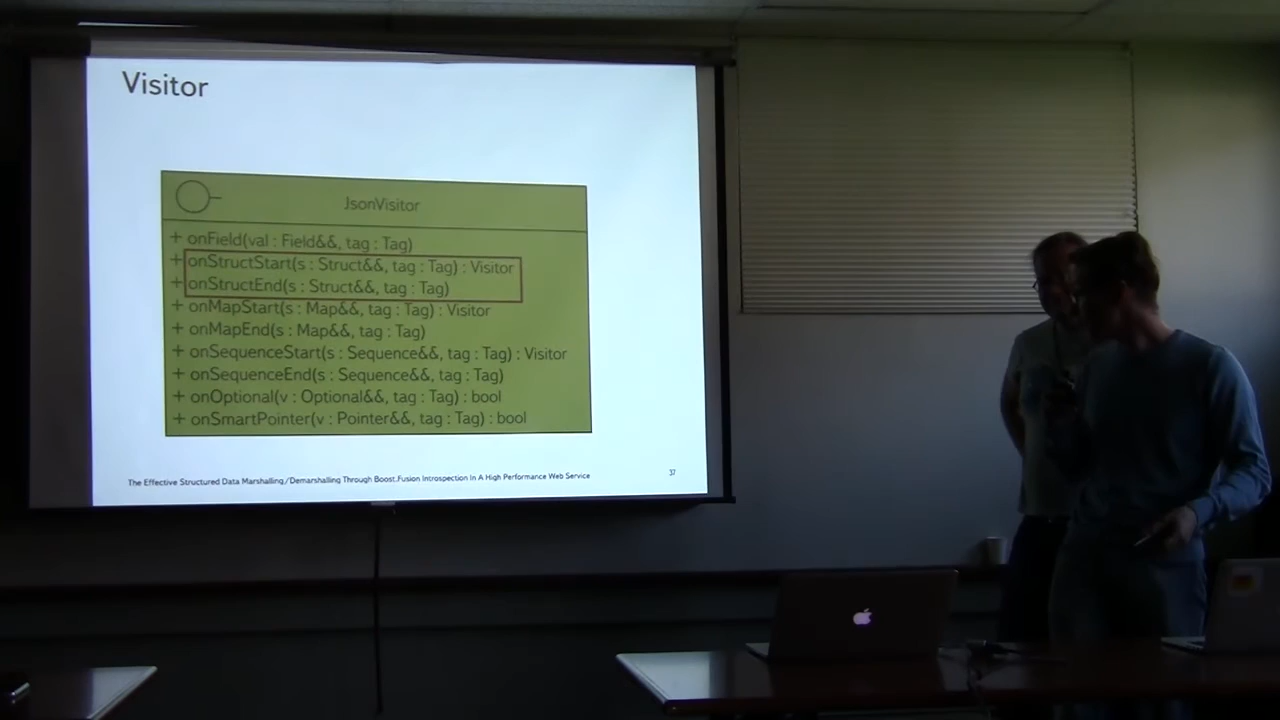 Visitor
JsonVisitor
+ onField(val : Field&&, tag : Tag)
+ onStructStart(s : Struct&&, tag : Tag) : Visitor
+ onStructEnd(s : Struct&&, tag : Tag)
+ onMapStart(s : Map&&, tag : Tag) : Visitor
+ onMapEnd(s : Map&&, tag : Tag)
+ onSequenceStart(s : Sequence&&, tag : Tag) : Visitor
+ onSequenceEnd(s : Sequence&&, tag : Tag)
+ onOptional(v : Optional&&, tag : Tag) : bool
+ onSmartPointer(v : Pointer&&, tag : Tag) : bool
The Effective Structured Data Marshalling/Demarshalling Through Boost.Fusion Introspection In A High Performance Web Service
37